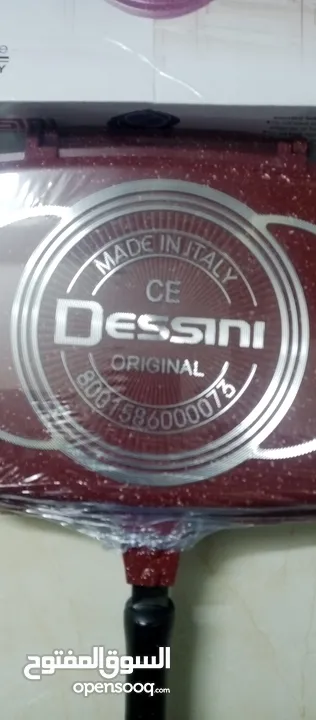 MADE IN ITALY
CE
DESSINI
ORIGINAL
8001586000073
السوق المفتوح
opensooq.com